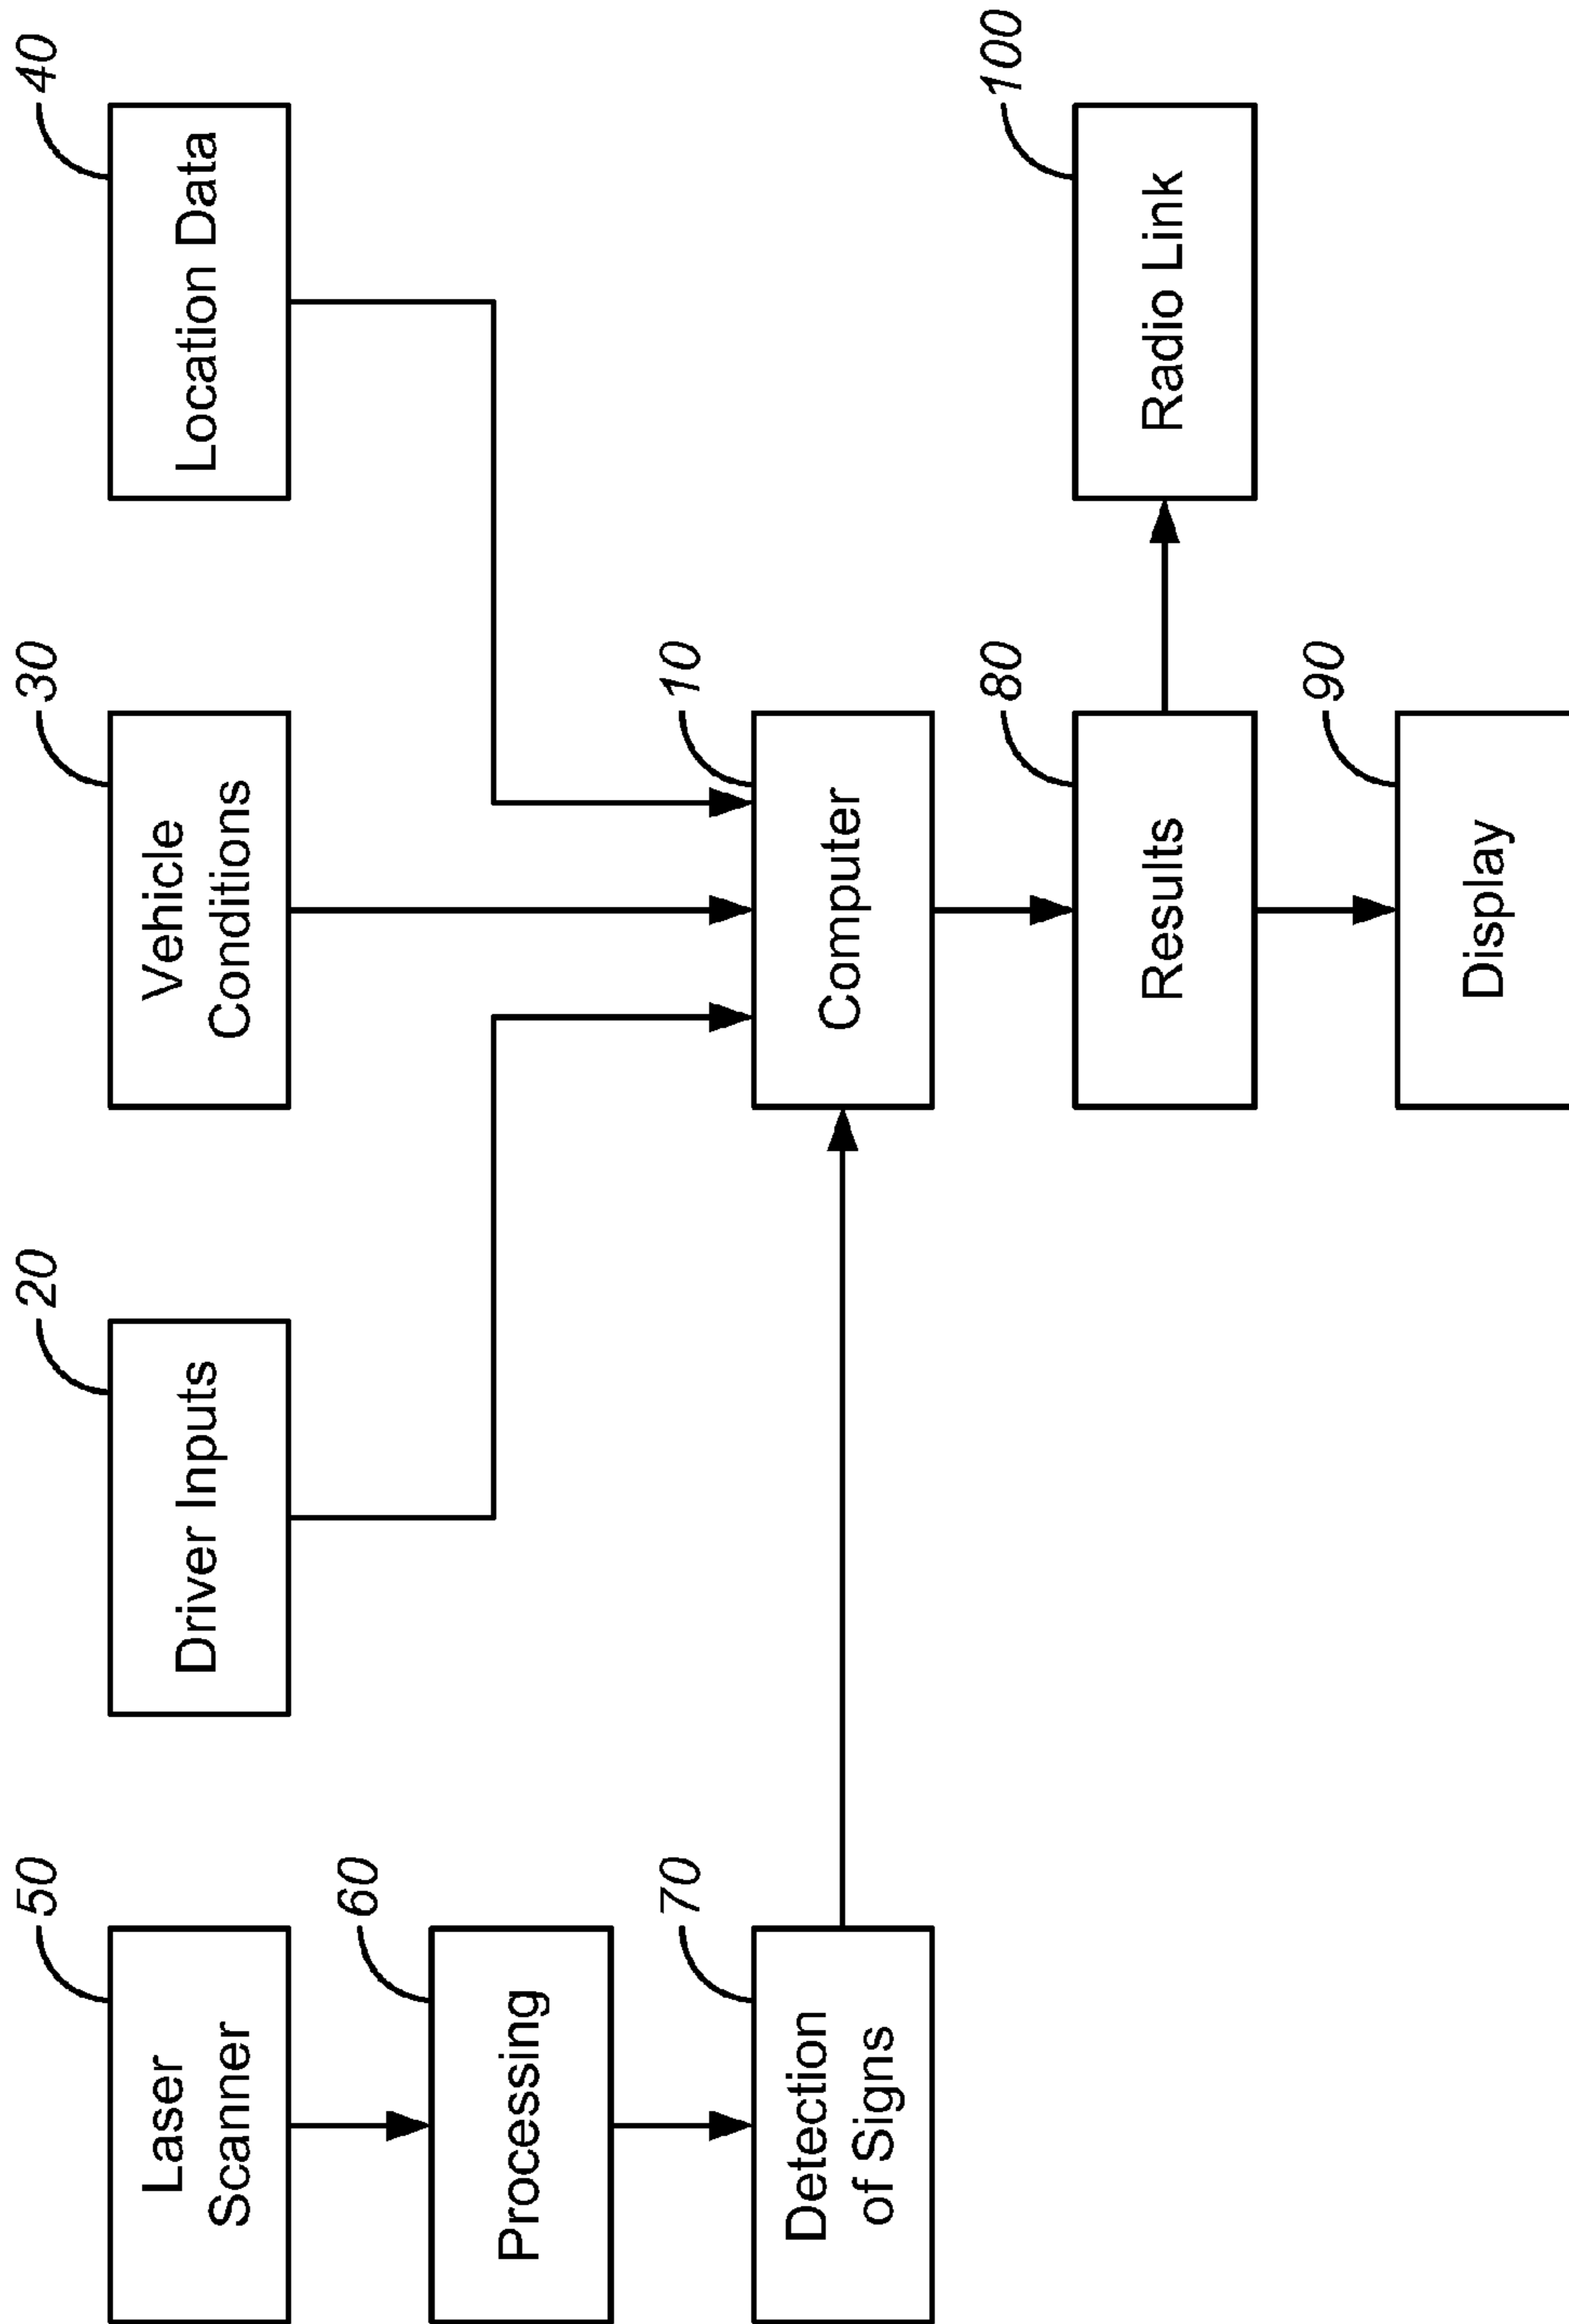 50
Laser
Scanner
20
Driver Inputs
30
Vehicle
Conditions
40
Location Data
60
Processing
70
Detection
of Signs
10
Computer
80
Results
100
Radio Link
90
Display